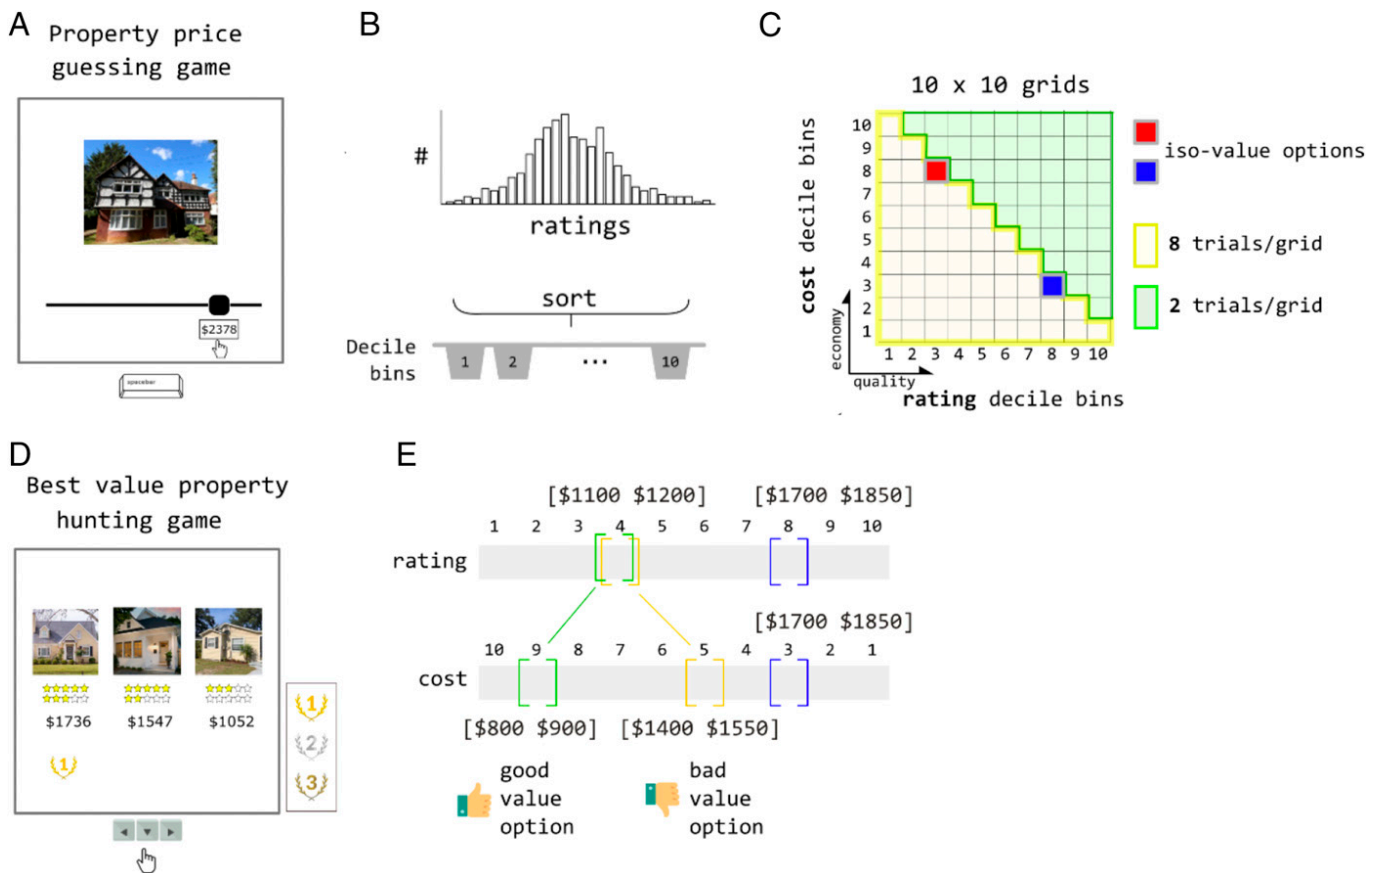 A
Property price
guessing game
$2378
spacebar
B
#
ratings
sort
Decile
bins
1 2 ... 10
C
10 x 10 grids
cost decile bins
10
9
8
7
6
5
4
3
2
1
economy
quality
1 2 3 4 5 6 7 8 9 10
rating decile bins
iso-value options
8 trials/grid
2 trials/grid
D
Best value property
hunting game
$1736 $1547 $1052
1
1
2
3
E
[$1100 $1200] [$1700 $1850]
1 2 3 4 5 6 7 8 9 10
rating
[$1700 $1850]
10 9 8 7 6 5 4 3 2 1
cost
[$800 $900] [$1400 $1550]
good
value
option
bad
value
option